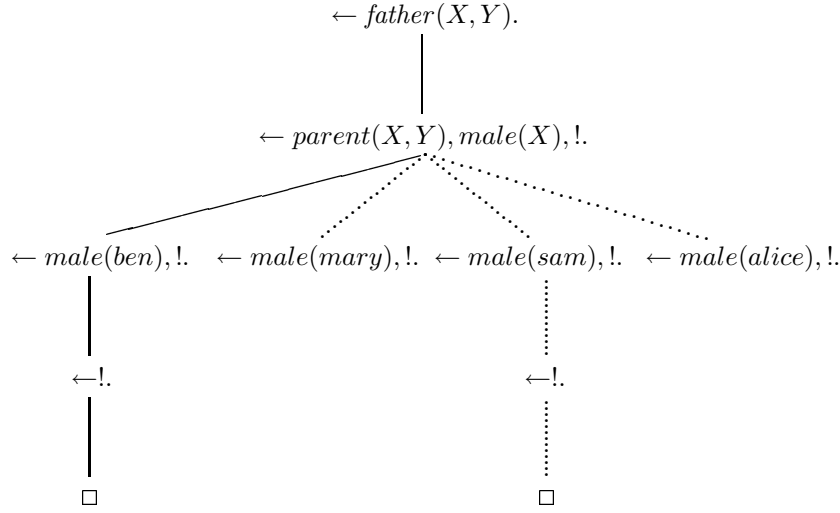 ← father(X, Y).
← parent(X, Y), male(X), !.
← male(ben), !. ← male(mary), !. ← male(sam), !. ← male(alice), !.
←!. ←!.
□ □